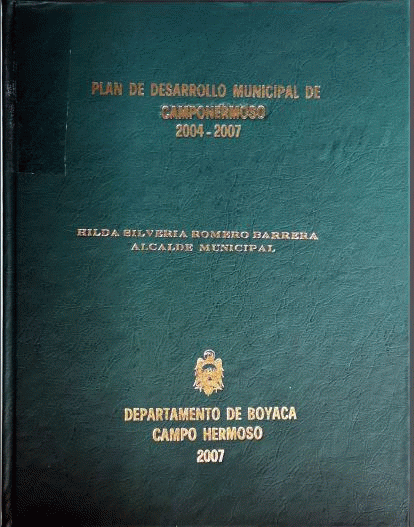 PLAN DE DESARROLLO MUNICIPAL DE
CAMPOHERMOSO
2004-2007
HILDA SILVERIA ROMERO BARRERA
ALCALDE MUNICIPAL
DEPARTAMENTO DE BOYACA
CAMPO HERMOSO
2007